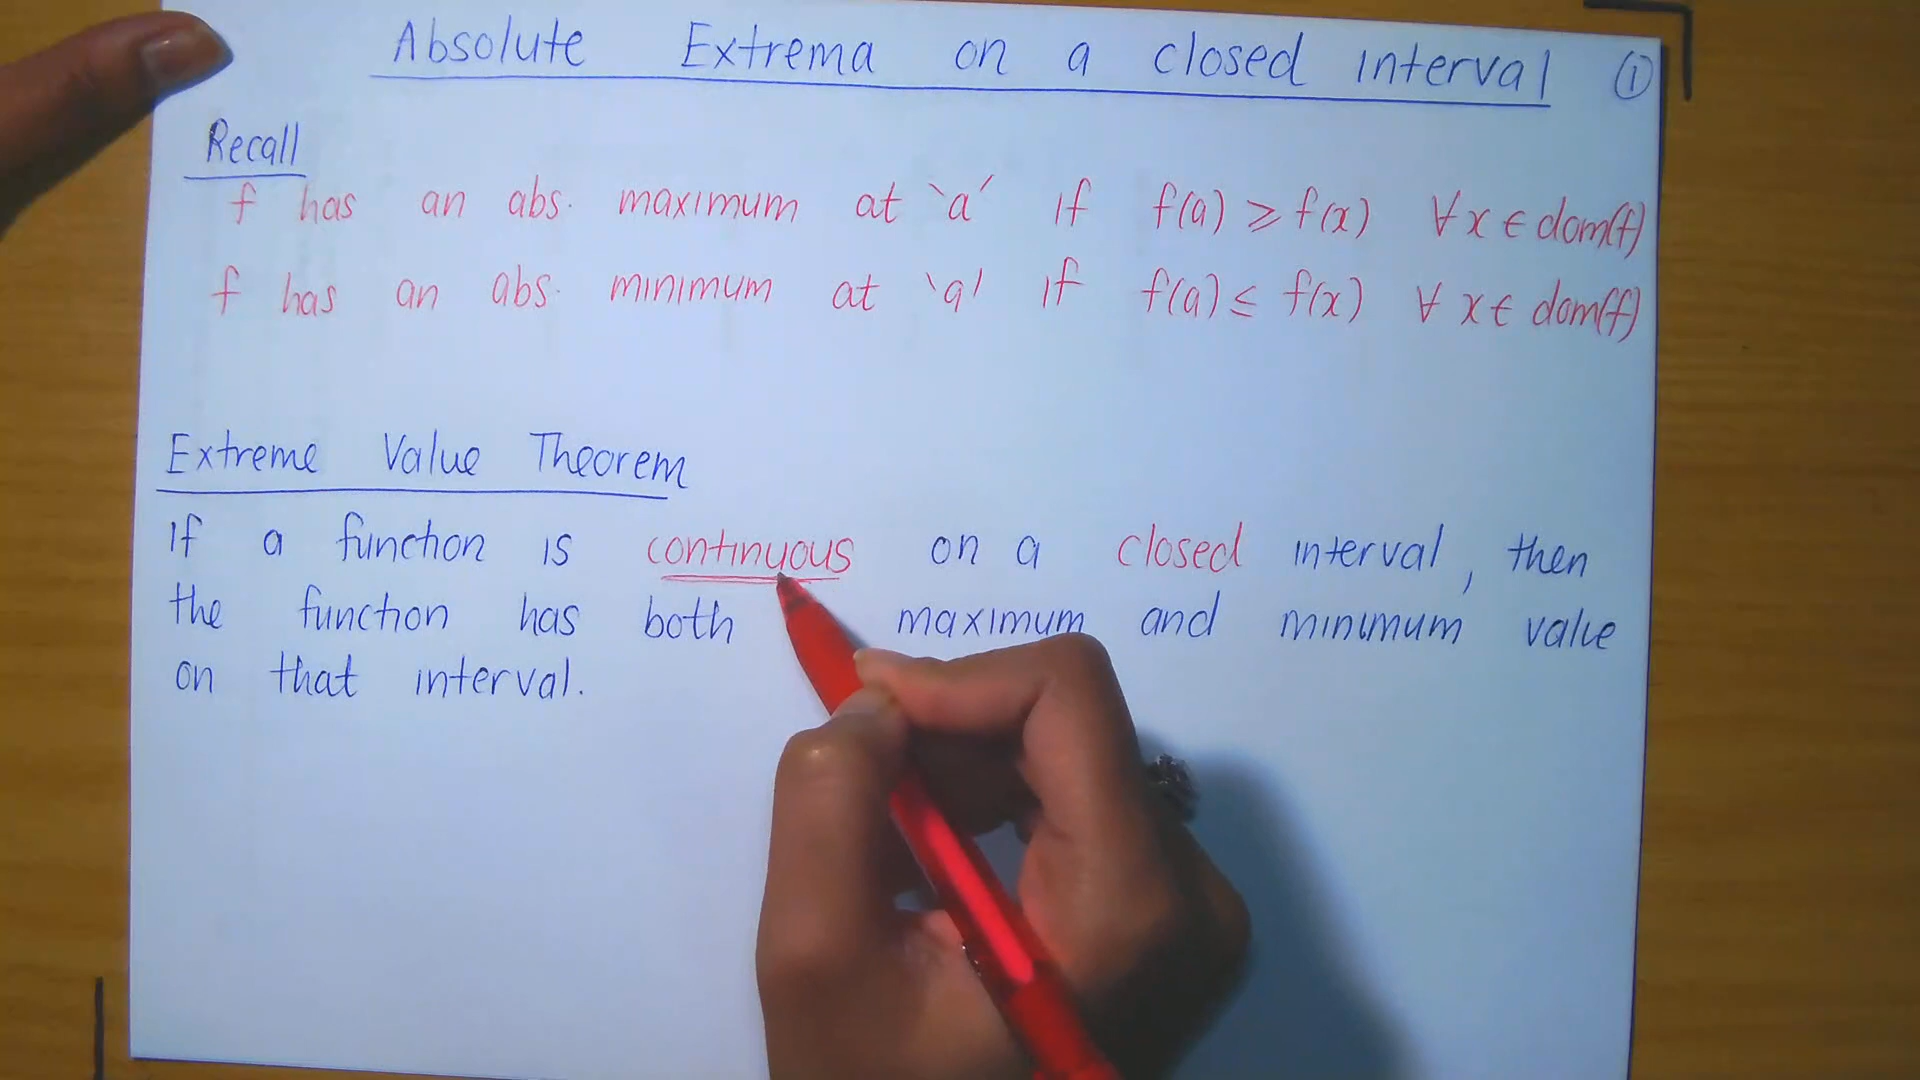 Absolute Extrema on a closed interval ①
Recall
f has an abs. maximum at `a´ if f(a) ⩾ f(x) ∀ x ∈ dom(f)
f has an abs. minimum at `a' if f(a) ≤ f(x) ∀ x ∈ dom(f)
Extreme Value Theorem
If a function is continuous on a closed interval, then
the function has both maximum and minimum value
on that interval.